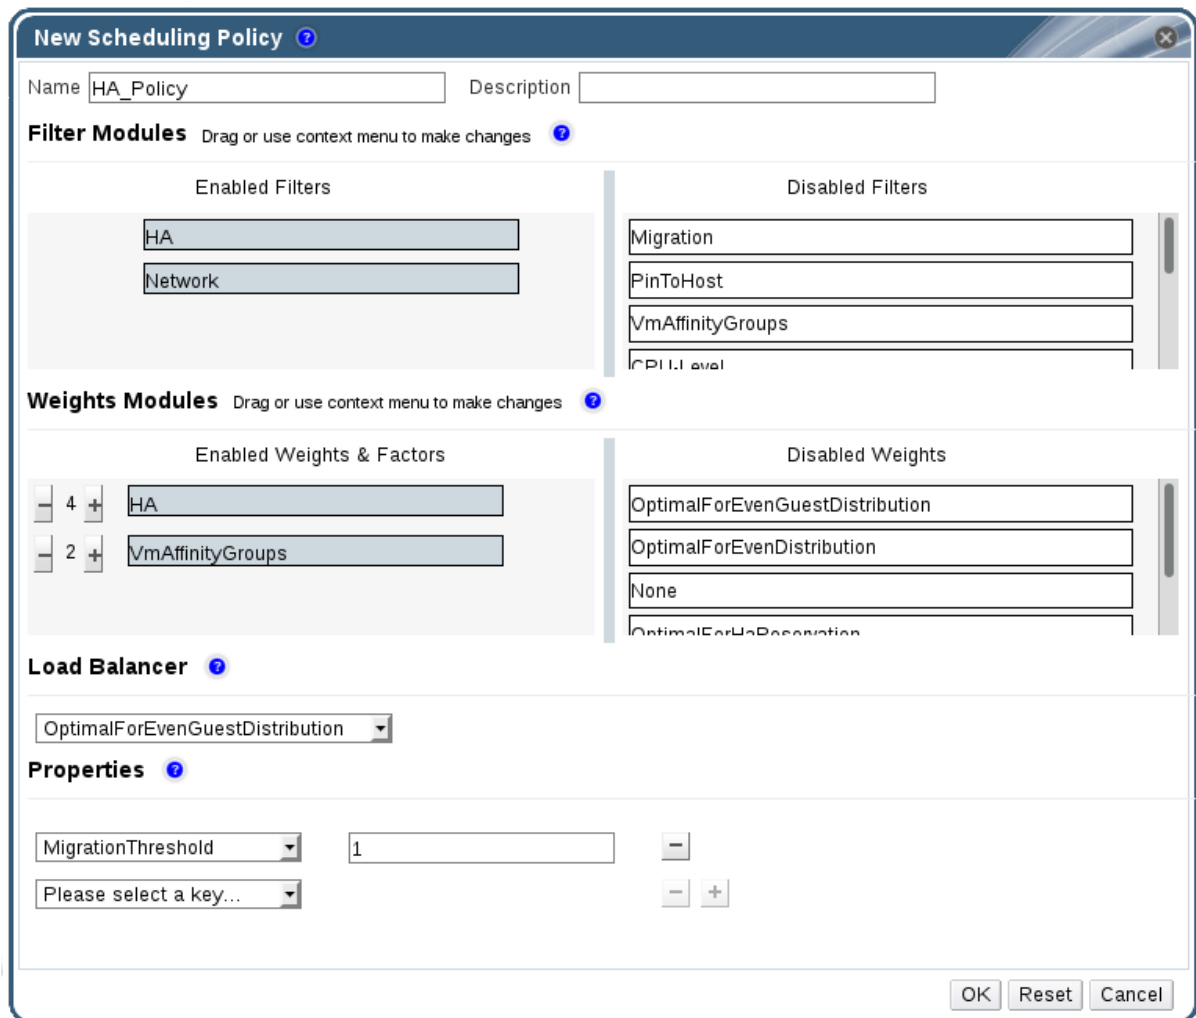 New Scheduling Policy ?
Name HA_Policy Description
Filter Modules Drag or use context menu to make changes ?
Enabled Filters Disabled Filters
HA Migration
Network PinToHost
VmAffinityGroups
CPU-Level
Weights Modules Drag or use context menu to make changes ?
Enabled Weights & Factors Disabled Weights
− 4 + HA OptimalForEvenGuestDistribution
− 2 + VmAffinityGroups OptimalForEvenDistribution
None
OptimalForHaReservation
Load Balancer ?
OptimalForEvenGuestDistribution
Properties ?
MigrationThreshold 1 −
Please select a key... − +
OK Reset Cancel